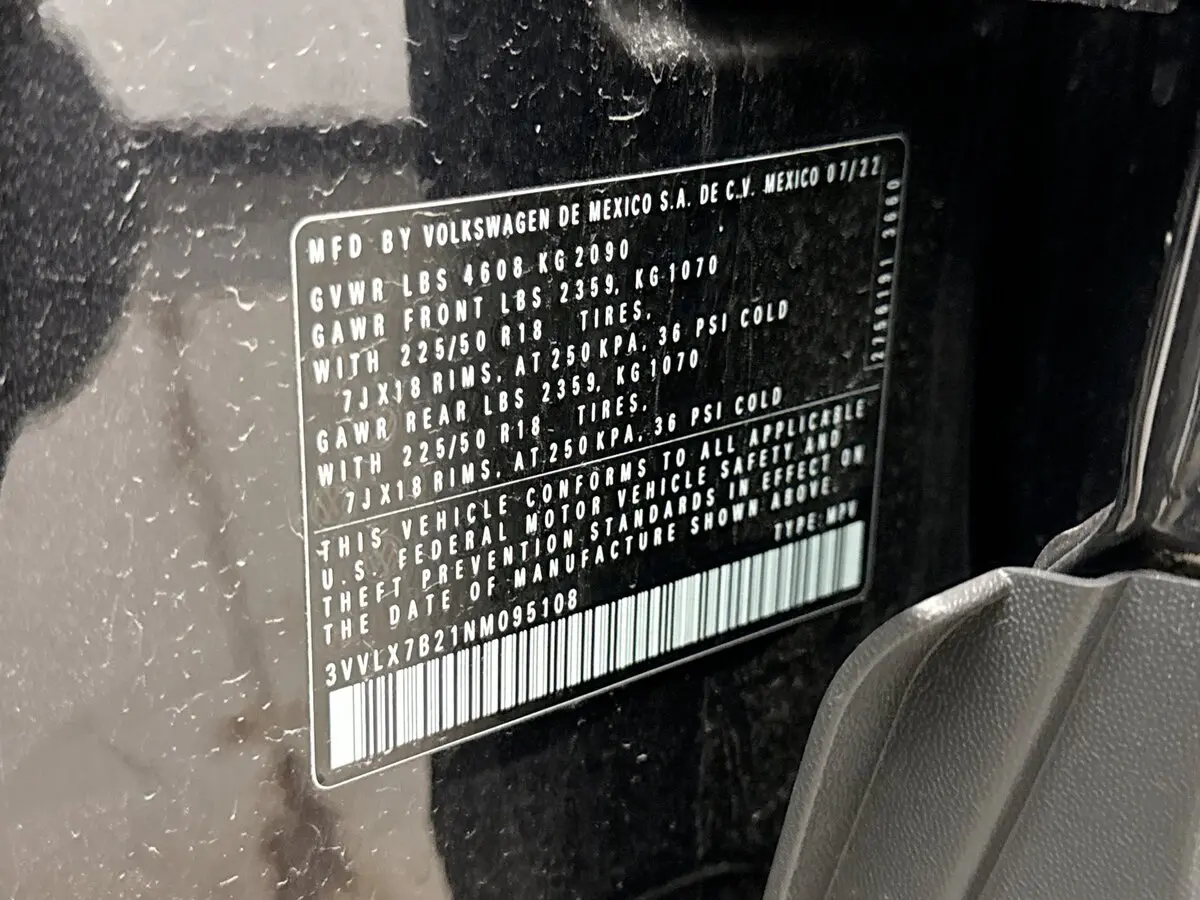 MFD BY VOLKSWAGEN DE MEXICO S.A. DE C.V. MEXICO 07/22
GVWR LBS 4608 KG 2090
GAWR FRONT LBS 2359, KG 1070
WITH 225/50 R18 TIRES,
7JX18 RIMS, AT 250 KPA, 36 PSI COLD
GAWR REAR LBS 2359, KG 1070
WITH 225/50 R18 TIRES,
7JX18 RIMS, AT 250 KPA, 36 PSI COLD
THIS VEHICLE CONFORMS TO ALL APPLICABLE
U.S. FEDERAL MOTOR VEHICLE SAFETY AND
THEFT PREVENTION STANDARDS IN EFFECT ON
THE DATE OF MANUFACTURE SHOWN ABOVE.
TYPE:MPV
3VVLX7B21NM095108